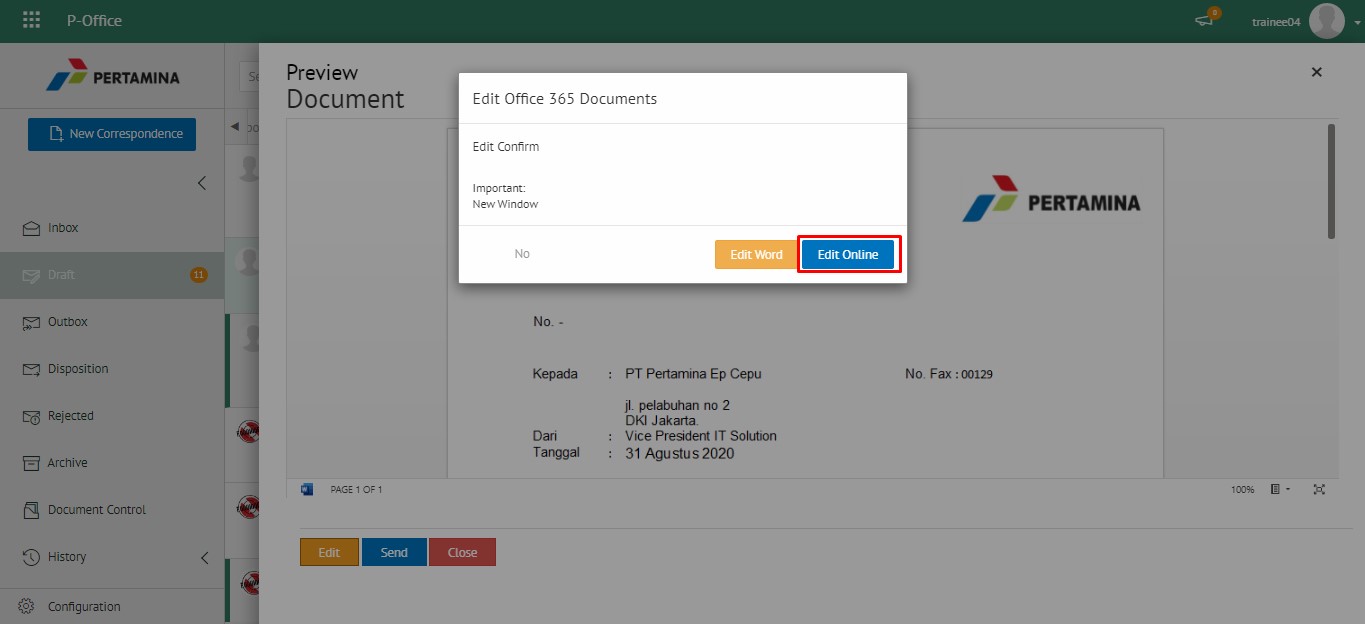 P-Office
0
trainee04
PERTAMINA
New Correspondence
Inbox
Draft
11
Outbox
Disposition
Rejected
Archive
Document Control
History
Configuration
Preview
Document
Edit Office 365 Documents
Edit Confirm
Important:
New Window
No
Edit Word
Edit Online
PERTAMINA
No. -
Kepada : PT Pertamina Ep Cepu
No. Fax : 00129
jl. pelabuhan no 2
DKI Jakarta.
Dari : Vice President IT Solution
Tanggal : 31 Agustus 2020
PAGE 1 OF 1
100%
Edit
Send
Close